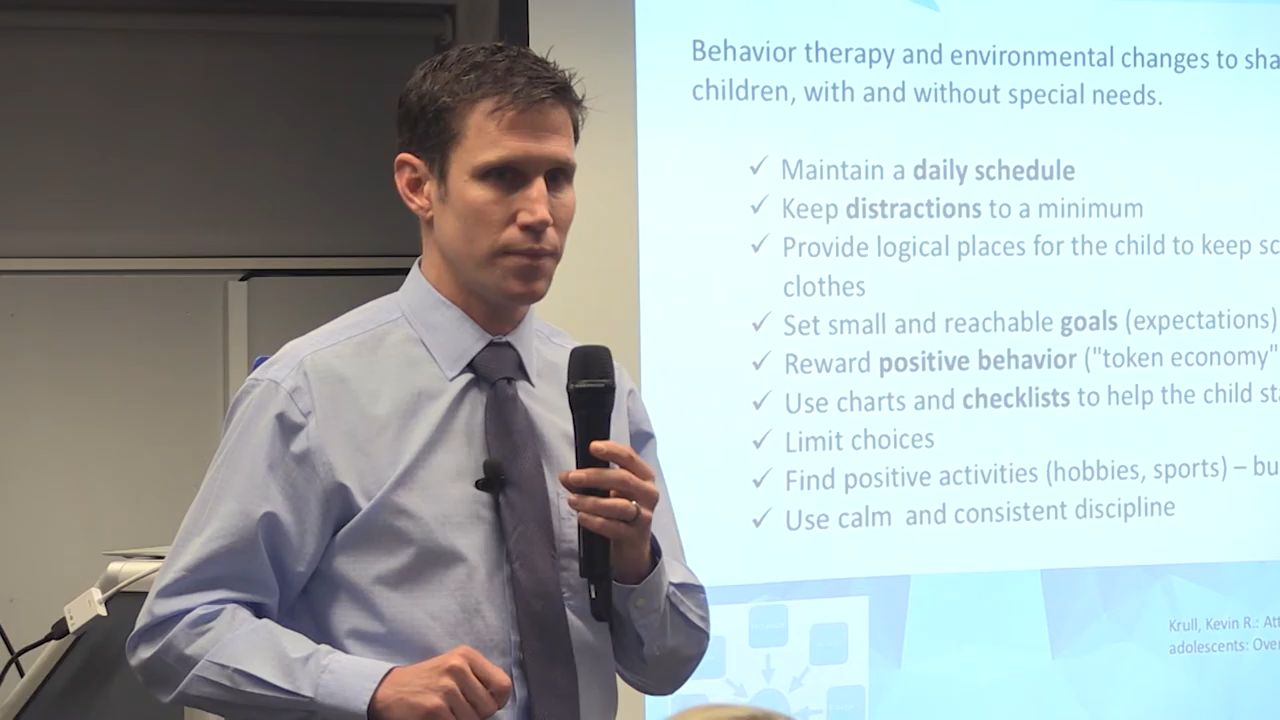 Behavior therapy and environmental changes to sha
children, with and without special needs.
✓ Maintain a daily schedule
✓ Keep distractions to a minimum
✓ Provide logical places for the child to keep sc
clothes
✓ Set small and reachable goals (expectations)
✓ Reward positive behavior ("token economy"
✓ Use charts and checklists to help the child sta
✓ Limit choices
✓ Find positive activities (hobbies, sports) – bu
✓ Use calm and consistent discipline
Krull, Kevin R.: Att
adolescents: Over